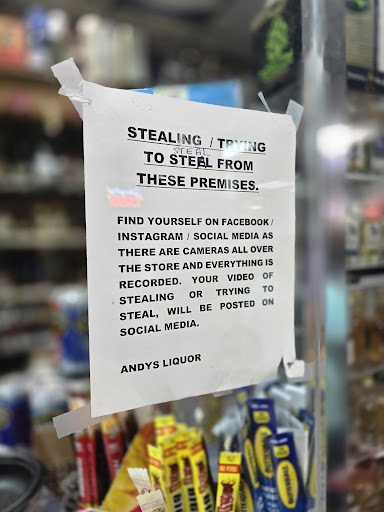 STEALING / TRYING
STEAL
TO STEEL FROM
THESE PREMISES.
FIND YOURSELF ON FACEBOOK /
INSTAGRAM / SOCIAL MEDIA AS
THERE ARE CAMERAS ALL OVER
THE STORE AND EVERYTHING IS
RECORDED. YOUR VIDEO OF
STEALING OR TRYING TO
STEAL, WILL BE POSTED ON
SOCIAL MEDIA.
ANDYS LIQUOR